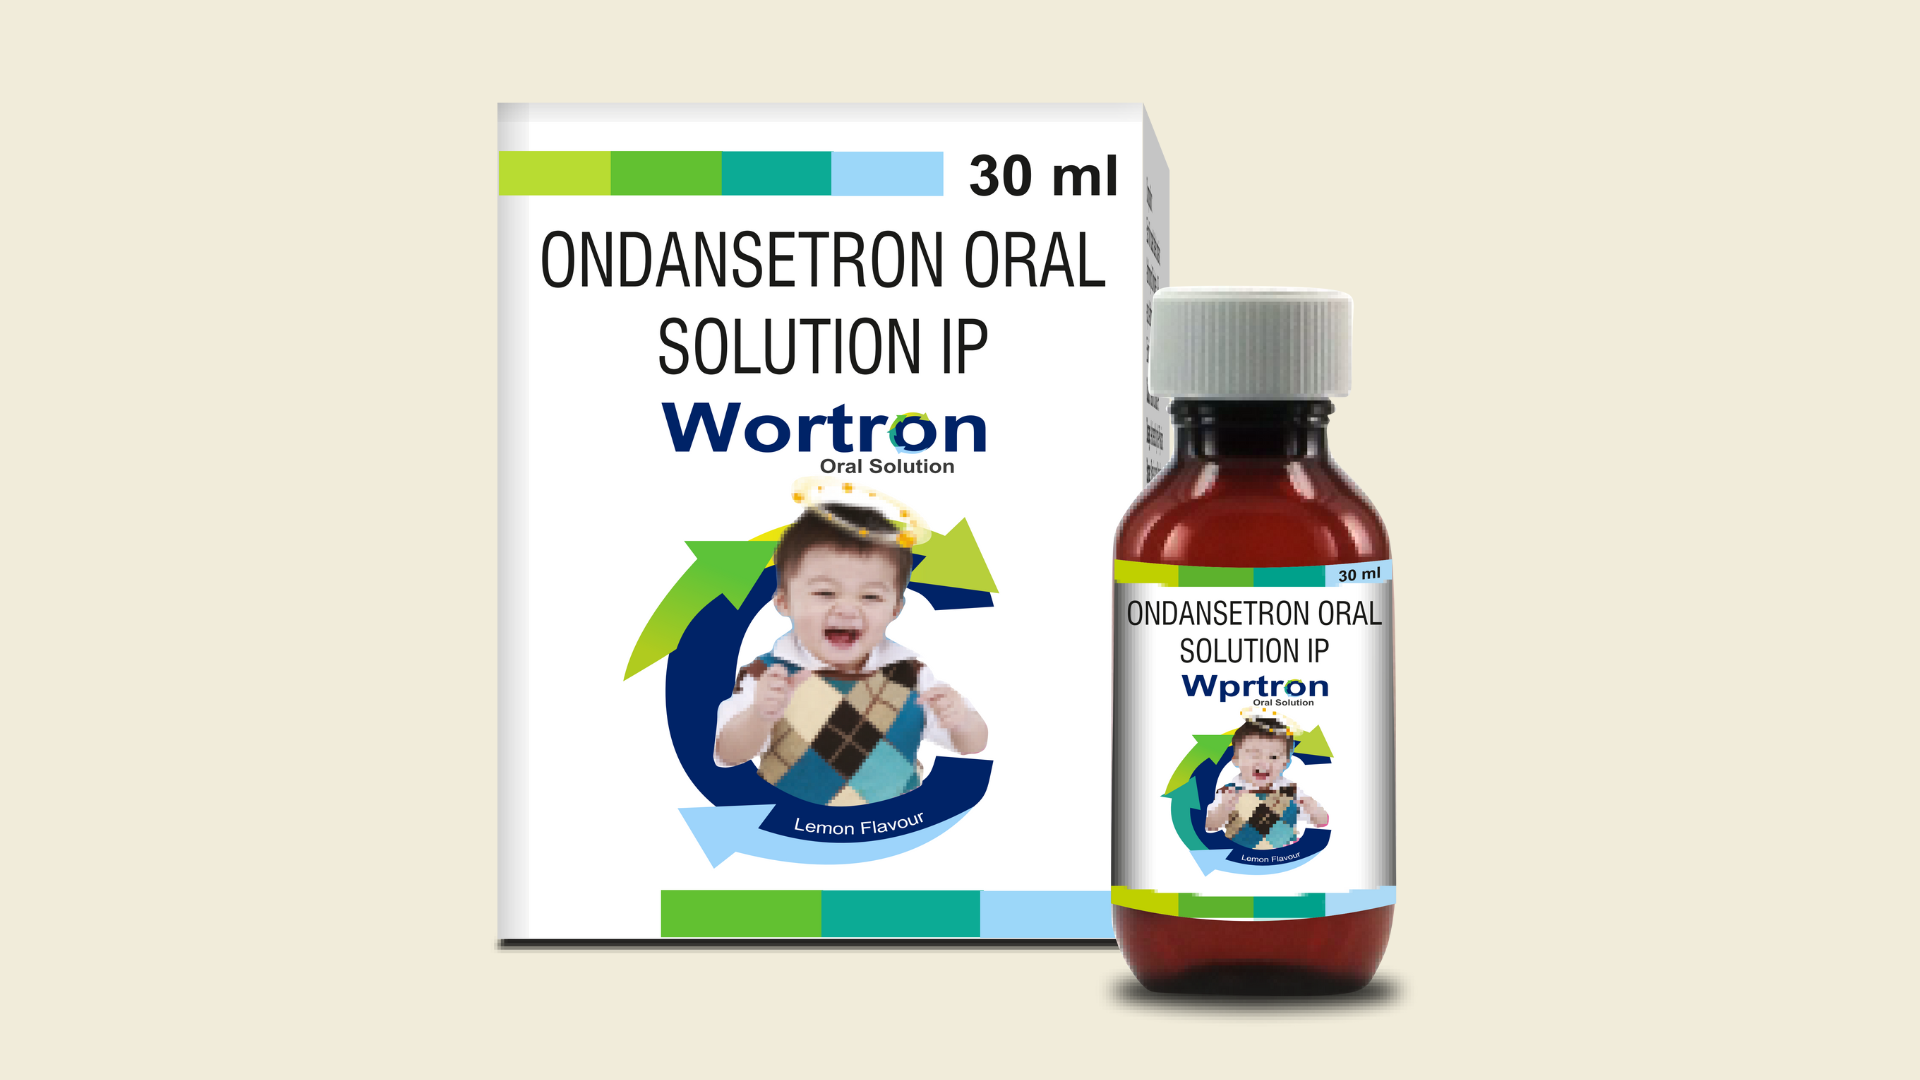 30 ml
ONDANSETRON ORAL
SOLUTION IP
Wortron
Oral Solution
Lemon Flavour
30 ml
ONDANSETRON ORAL
SOLUTION IP
Wprtron
Oral Solution
Lemon Flavour